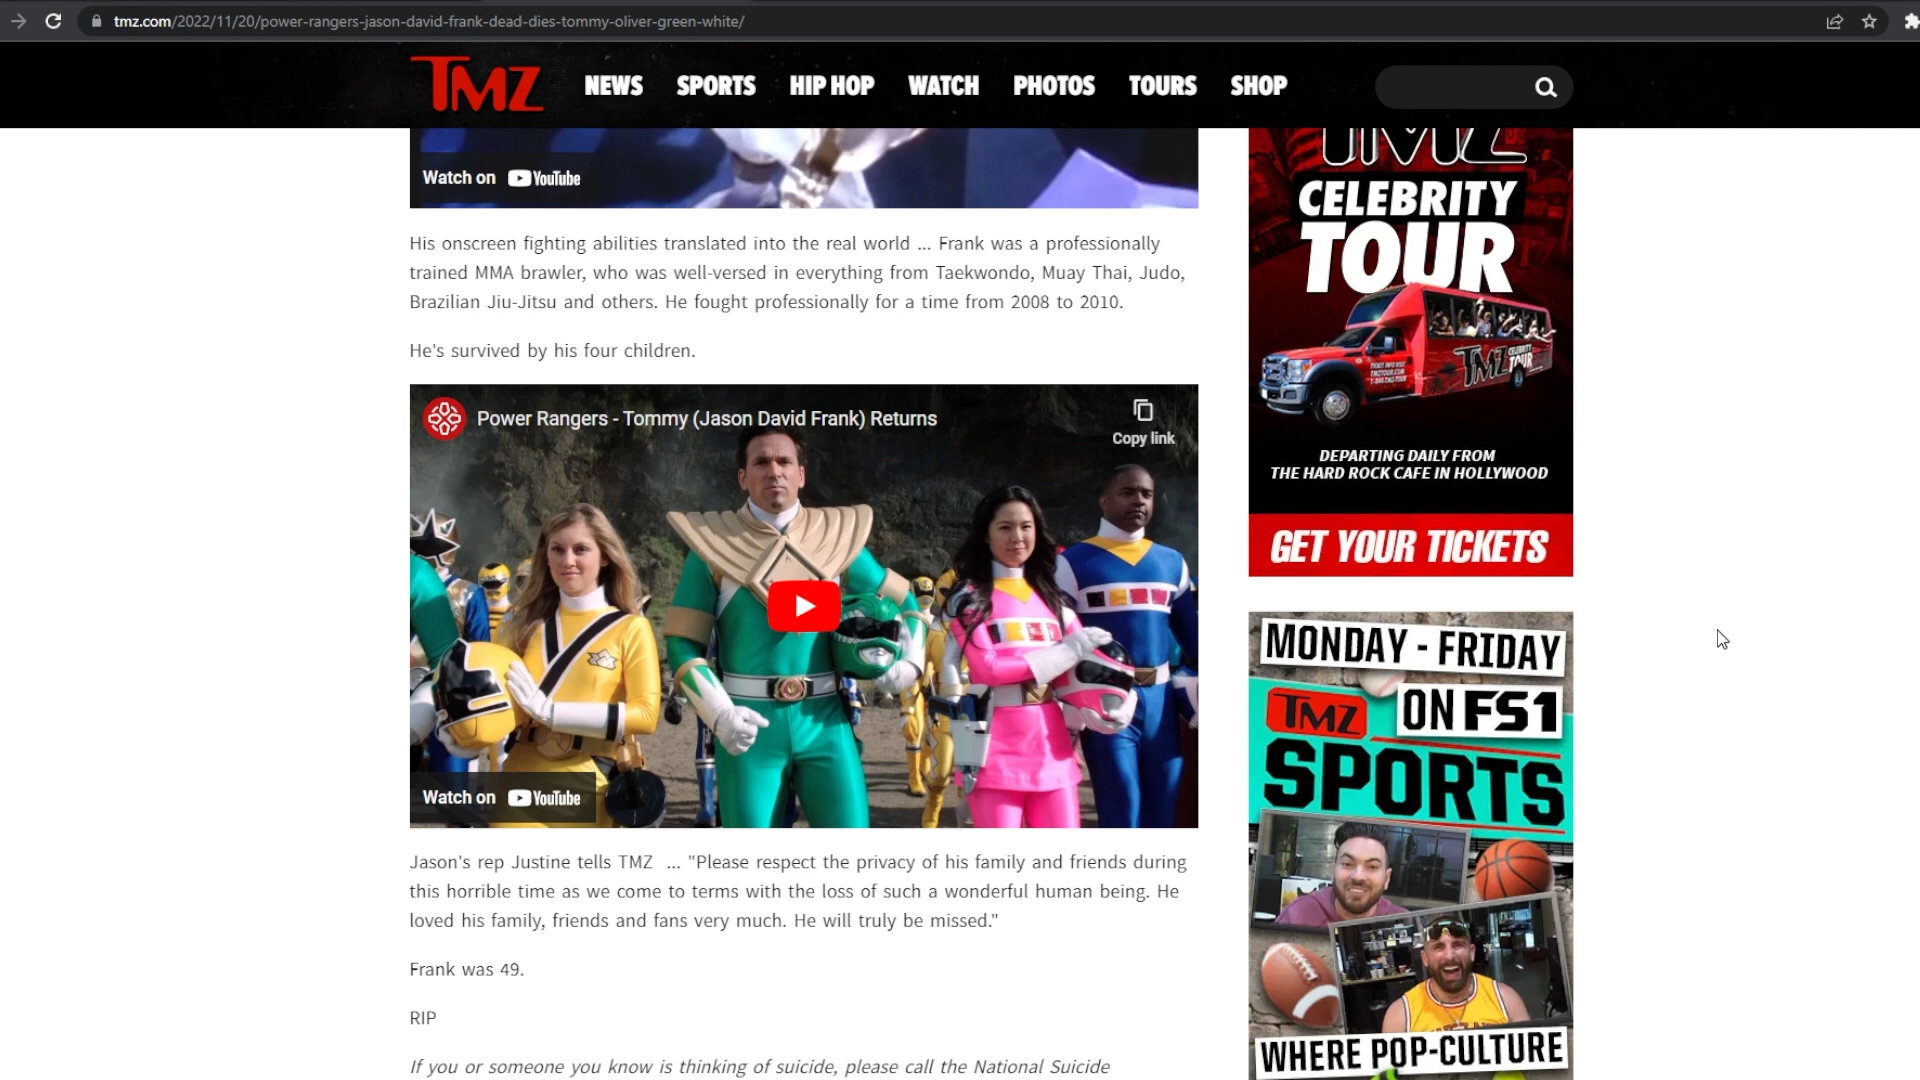 tmz.com/2022/11/20/power-rangers-jason-david-frank-dead-dies-tommy-oliver-green-white/
TMZ NEWS SPORTS HIP HOP WATCH PHOTOS TOURS SHOP
Watch on YouTube
His onscreen fighting abilities translated into the real world ... Frank was a professionally
trained MMA brawler, who was well-versed in everything from Taekwondo, Muay Thai, Judo,
Brazilian Jiu-Jitsu and others. He fought professionally for a time from 2008 to 2010.
He's survived by his four children.
Power Rangers - Tommy (Jason David Frank) Returns
Copy link
Watch on YouTube
Jason's rep Justine tells TMZ ... "Please respect the privacy of his family and friends during
this horrible time as we come to terms with the loss of such a wonderful human being. He
loved his family, friends and fans very much. He will truly be missed."
Frank was 49.
RIP
If you or someone you know is thinking of suicide, please call the National Suicide
TMZ
CELEBRITY
TOUR
TMZ CELEBRITY TOUR
DEPARTING DAILY FROM
THE HARD ROCK CAFE IN HOLLYWOOD
GET YOUR TICKETS
MONDAY - FRIDAY
TMZ ON FS1
SPORTS
WHERE POP-CULTURE